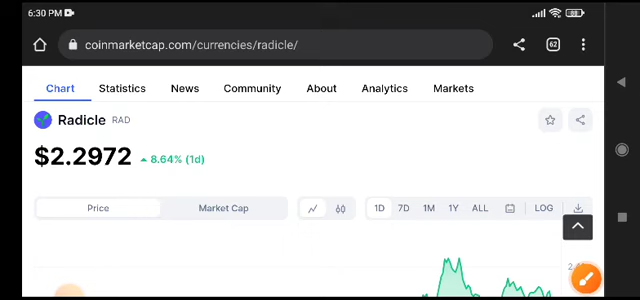 6:30 PM
62
coinmarketcap.com/currencies/radicle/
Chart Statistics News Community About Analytics Markets
Radicle RAD
$2.2972 8.64% (1d)
Price Market Cap 1D 7D 1M 1Y ALL LOG